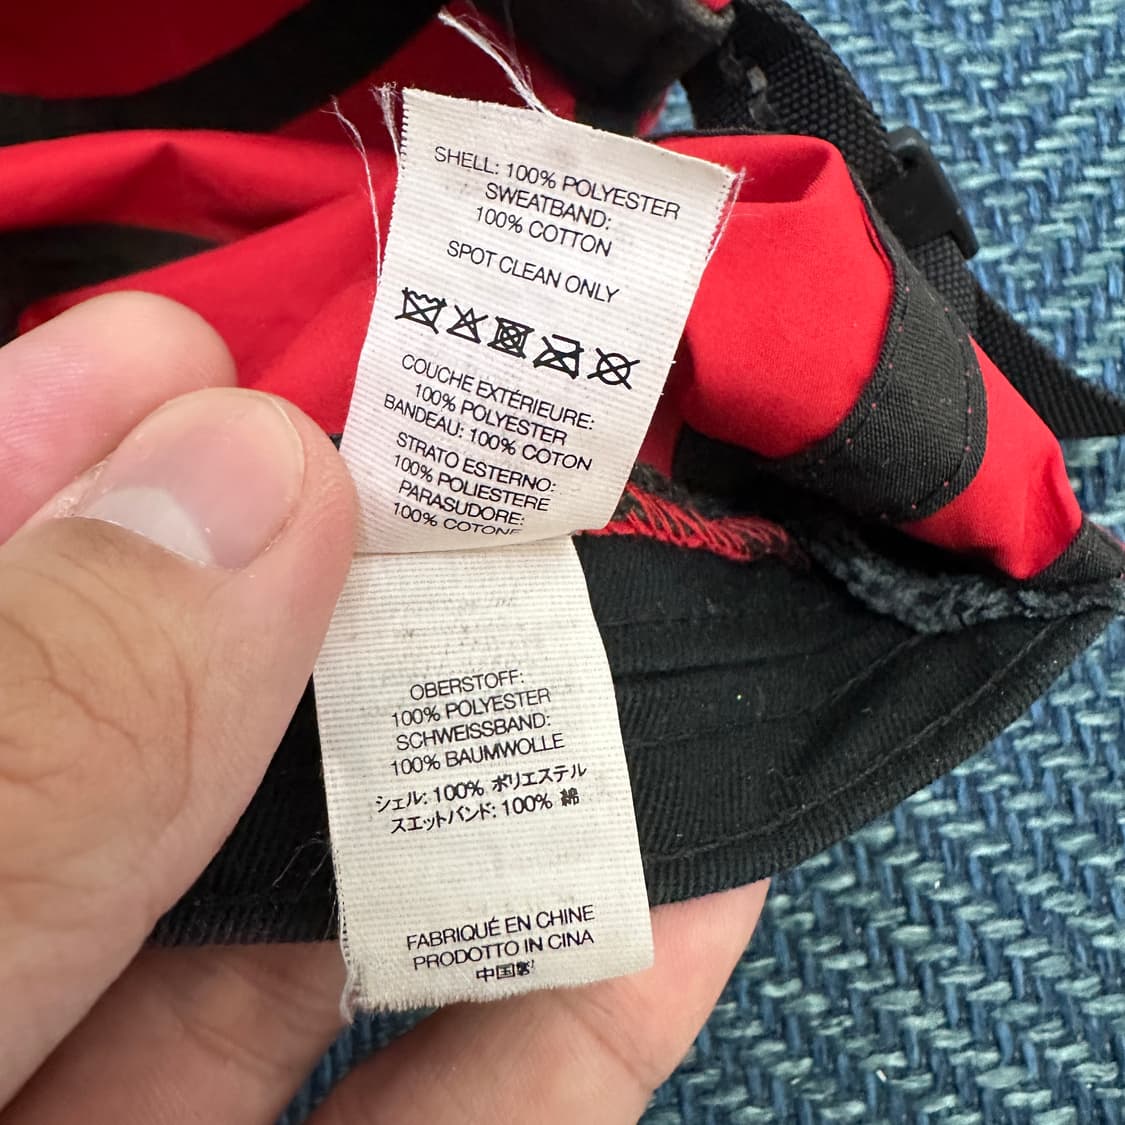 SHELL: 100% POLYESTER
SWEATBAND:
100% COTTON
SPOT CLEAN ONLY
COUCHE EXTÉRIEURE:
100% POLYESTER
BANDEAU: 100% COTON
STRATO ESTERNO:
100% POLIESTERE
PARASUDORE:
100% COTONE
OBERSTOFF:
100% POLYESTER
SCHWEISSBAND:
100% BAUMWOLLE
シェル: 100% ポリエステル
スエットバンド: 100% 綿
FABRIQUÉ EN CHINE
PRODOTTO IN CINA
中国製